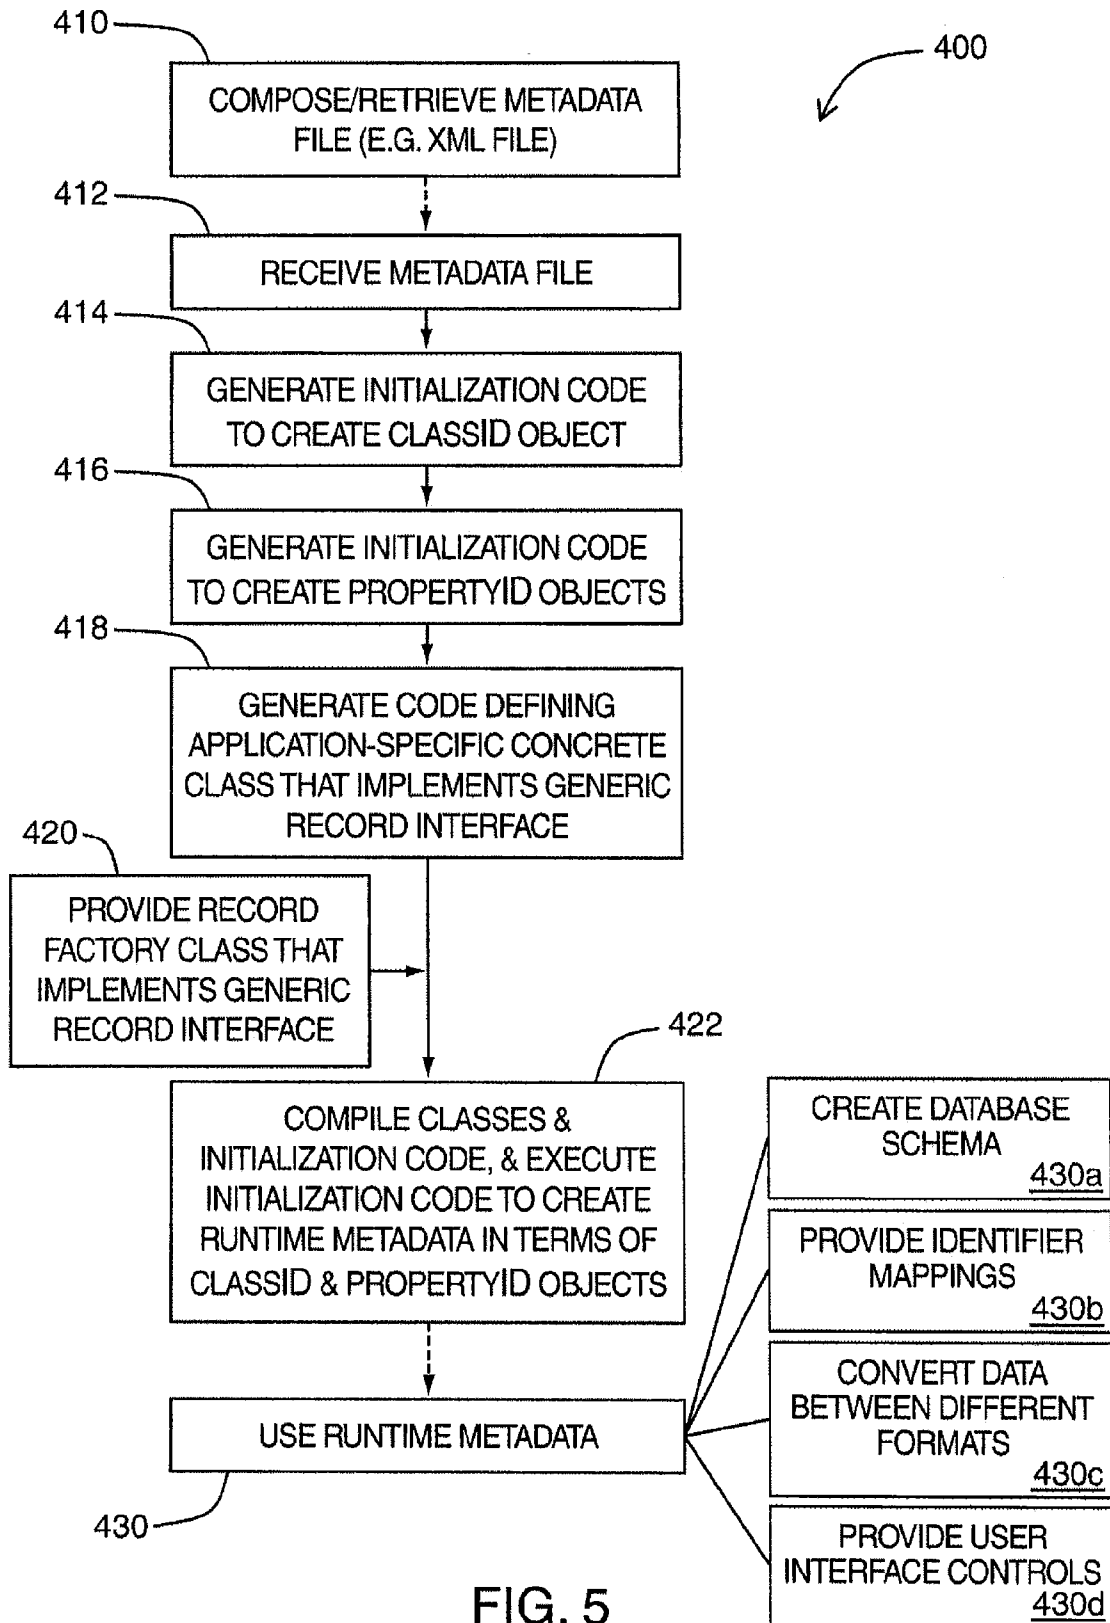 410
400
COMPOSE/RETRIEVE METADATA
FILE (E.G. XML FILE)
412
RECEIVE METADATA FILE
414
GENERATE INITIALIZATION CODE
TO CREATE CLASSID OBJECT
416
GENERATE INITIALIZATION CODE
TO CREATE PROPERTYID OBJECTS
418
GENERATE CODE DEFINING
APPLICATION-SPECIFIC CONCRETE
CLASS THAT IMPLEMENTS GENERIC
RECORD INTERFACE
420
PROVIDE RECORD
FACTORY CLASS THAT
IMPLEMENTS GENERIC
RECORD INTERFACE
422
COMPILE CLASSES &
INITIALIZATION CODE, & EXECUTE
INITIALIZATION CODE TO CREATE
RUNTIME METADATA IN TERMS OF
CLASSID & PROPERTYID OBJECTS
USE RUNTIME METADATA
430
CREATE DATABASE
SCHEMA
430a
PROVIDE IDENTIFIER
MAPPINGS
430b
CONVERT DATA
BETWEEN DIFFERENT
FORMATS
430c
PROVIDE USER
INTERFACE CONTROLS
430d
FIG. 5